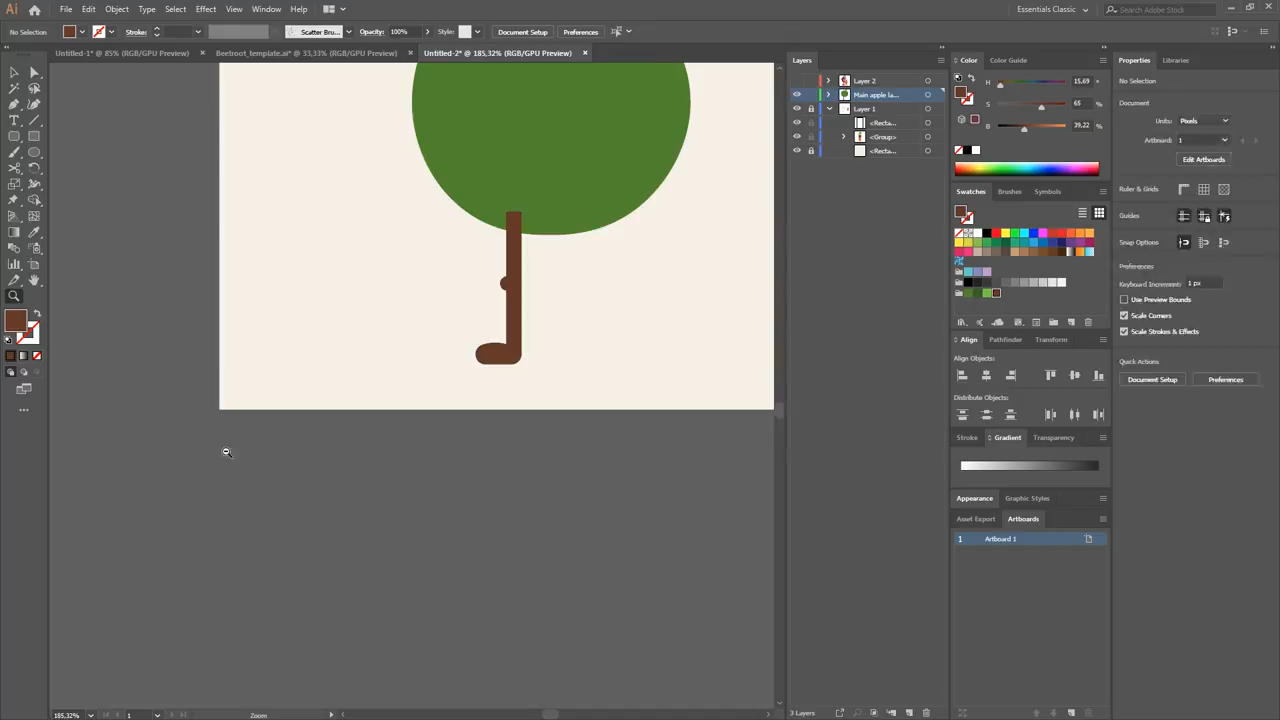 Ai File Edit Object Type Select Effect View Window Help Essentials Classic Search Adobe Stock
No Selection Stroke: Scatter Bru... Opacity: 100% Style: Document Setup Preferences
Untitled-1* @ 85% (RGB/GPU Preview) Beetroot_template.ai* @ 33,33% (RGB/GPU Preview) Untitled-2* @ 185,32% (RGB/GPU Preview)
Layers
Layer 2
Main apple la...
Layer 1
<Recta...
<Group>
<Recta...
3 Layers
Color Color Guide
H 15.69 °
S 65 %
B 39,22 %
Swatches Brushes Symbols
Align Pathfinder Transform
Align Objects:
Distribute Objects:
Stroke Gradient Transparency
Appearance Graphic Styles
Asset Export Artboards
1 Artboard 1
Properties Libraries
No Selection
Document
Units: Pixels
Artboard: 1
Edit Artboards
Ruler & Grids
Guides
Snap Options
Preferences
Keyboard Increment: 1 px
Use Preview Bounds
Scale Corners
Scale Strokes & Effects
Quick Actions
Document Setup Preferences
185,32% 1 Zoom